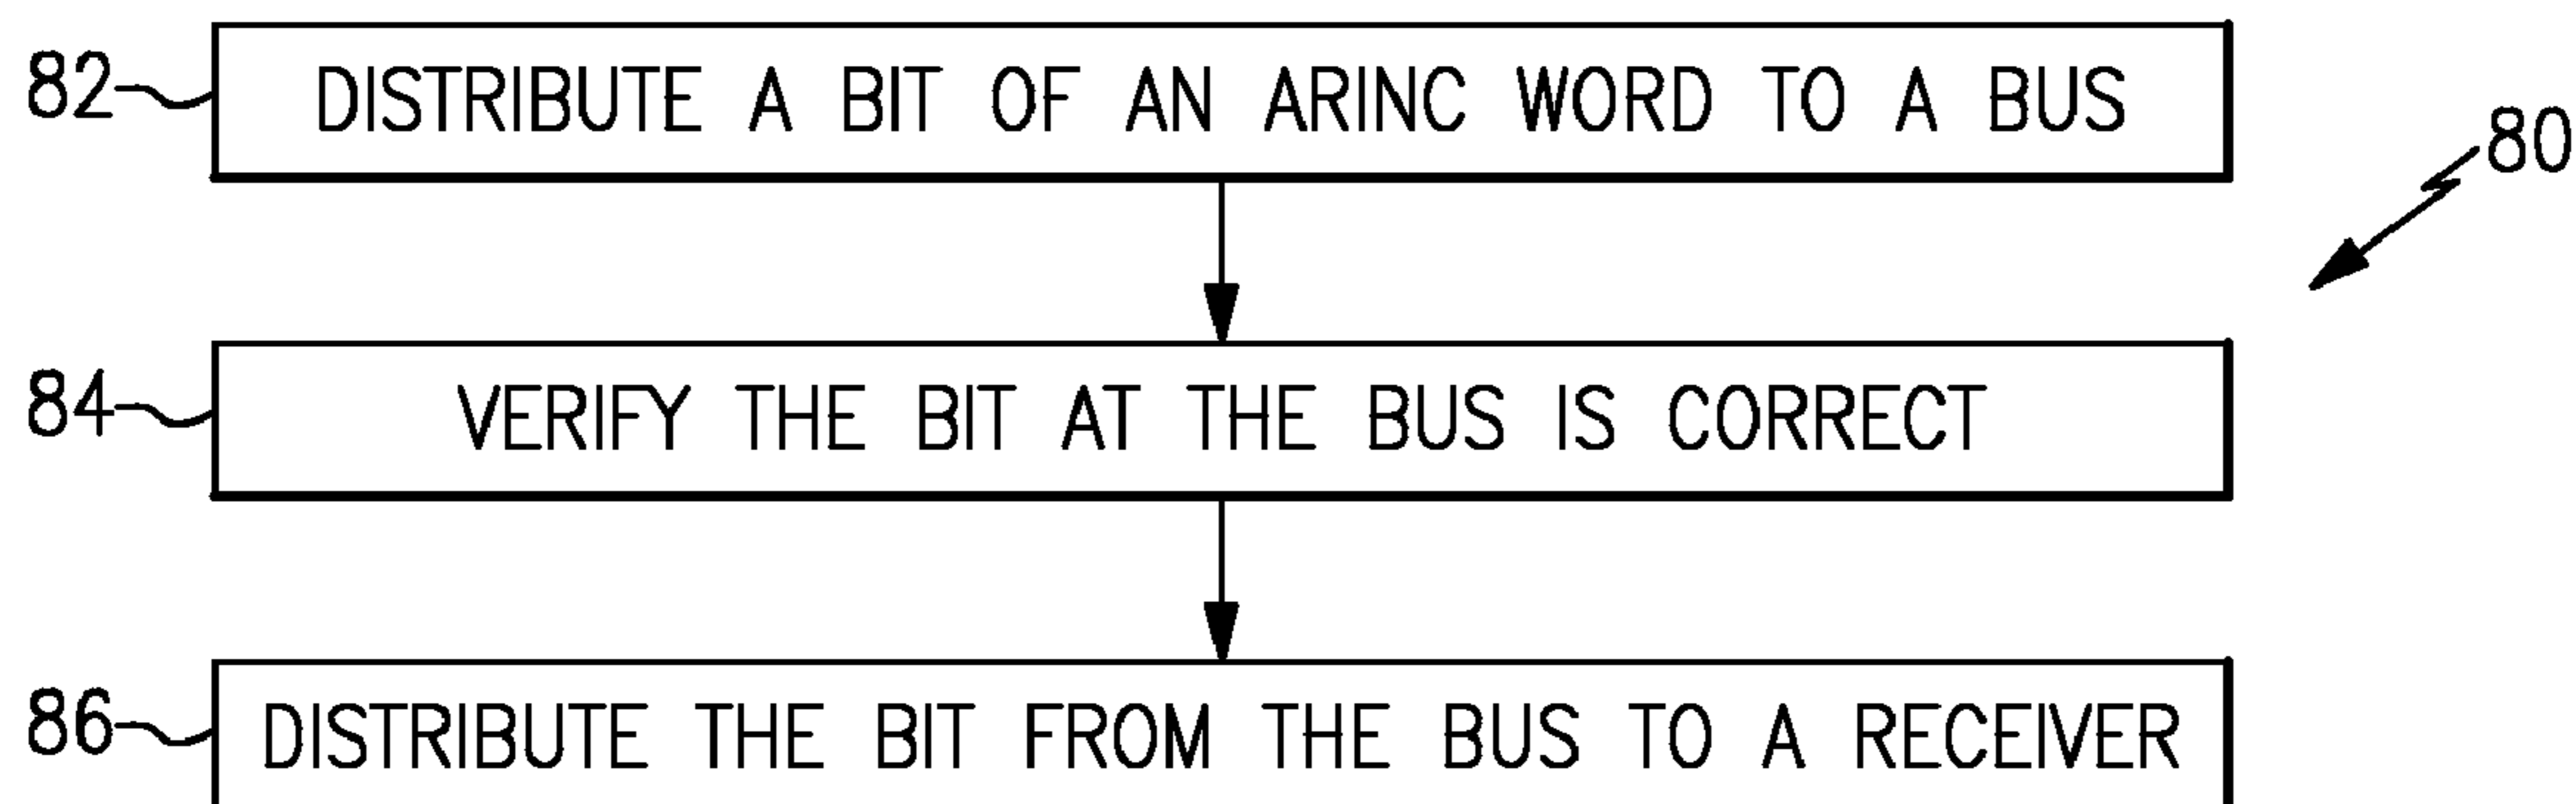 82 DISTRIBUTE A BIT OF AN ARINC WORD TO A BUS
80
84 VERIFY THE BIT AT THE BUS IS CORRECT
86 DISTRIBUTE THE BIT FROM THE BUS TO A RECEIVER